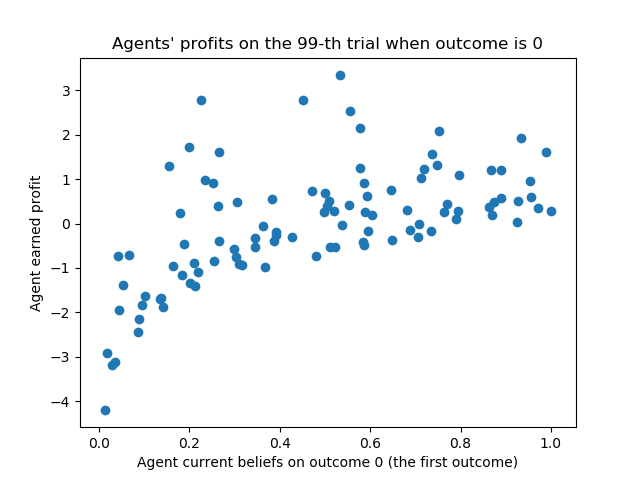 Agents' profits on the 99-th trial when outcome is 0
Agent earned profit
3
2
1
0
−1
−2
−3
−4
0.0 0.2 0.4 0.6 0.8 1.0
Agent current beliefs on outcome 0 (the first outcome)